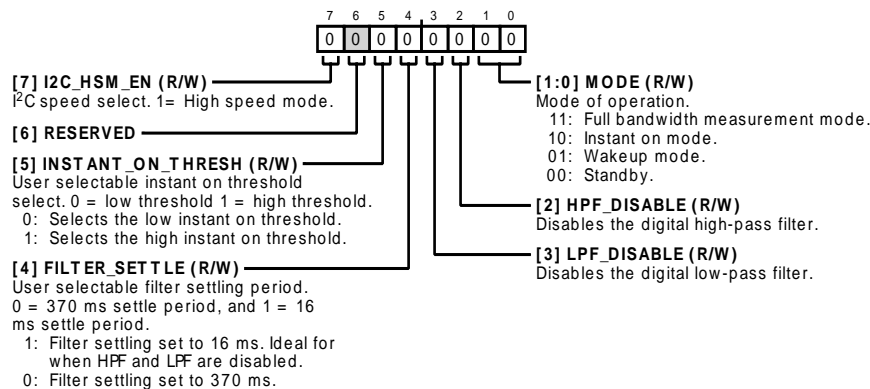 7 6 5 4 3 2 1 0
0 0 0 0 0 0 0 0
[7] I2C_HSM_EN (R/W)
I²C speed select. 1= High speed mode.
[6] RESERVED
[5] INSTANT_ON_THRESH (R/W)
User selectable instant on threshold
select. 0 = low threshold 1 = high threshold.
0: Selects the low instant on threshold.
1: Selects the high instant on threshold.
[4] FILTER_SETTLE (R/W)
User selectable filter settling period.
0 = 370 ms settle period, and 1 = 16
ms settle period.
1: Filter settling set to 16 ms. Ideal for
when HPF and LPF are disabled.
0: Filter settling set to 370 ms.
[1:0] MODE (R/W)
Mode of operation.
11: Full bandwidth measurement mode.
10: Instant on mode.
01: Wakeup mode.
00: Standby.
[2] HPF_DISABLE (R/W)
Disables the digital high-pass filter.
[3] LPF_DISABLE (R/W)
Disables the digital low-pass filter.